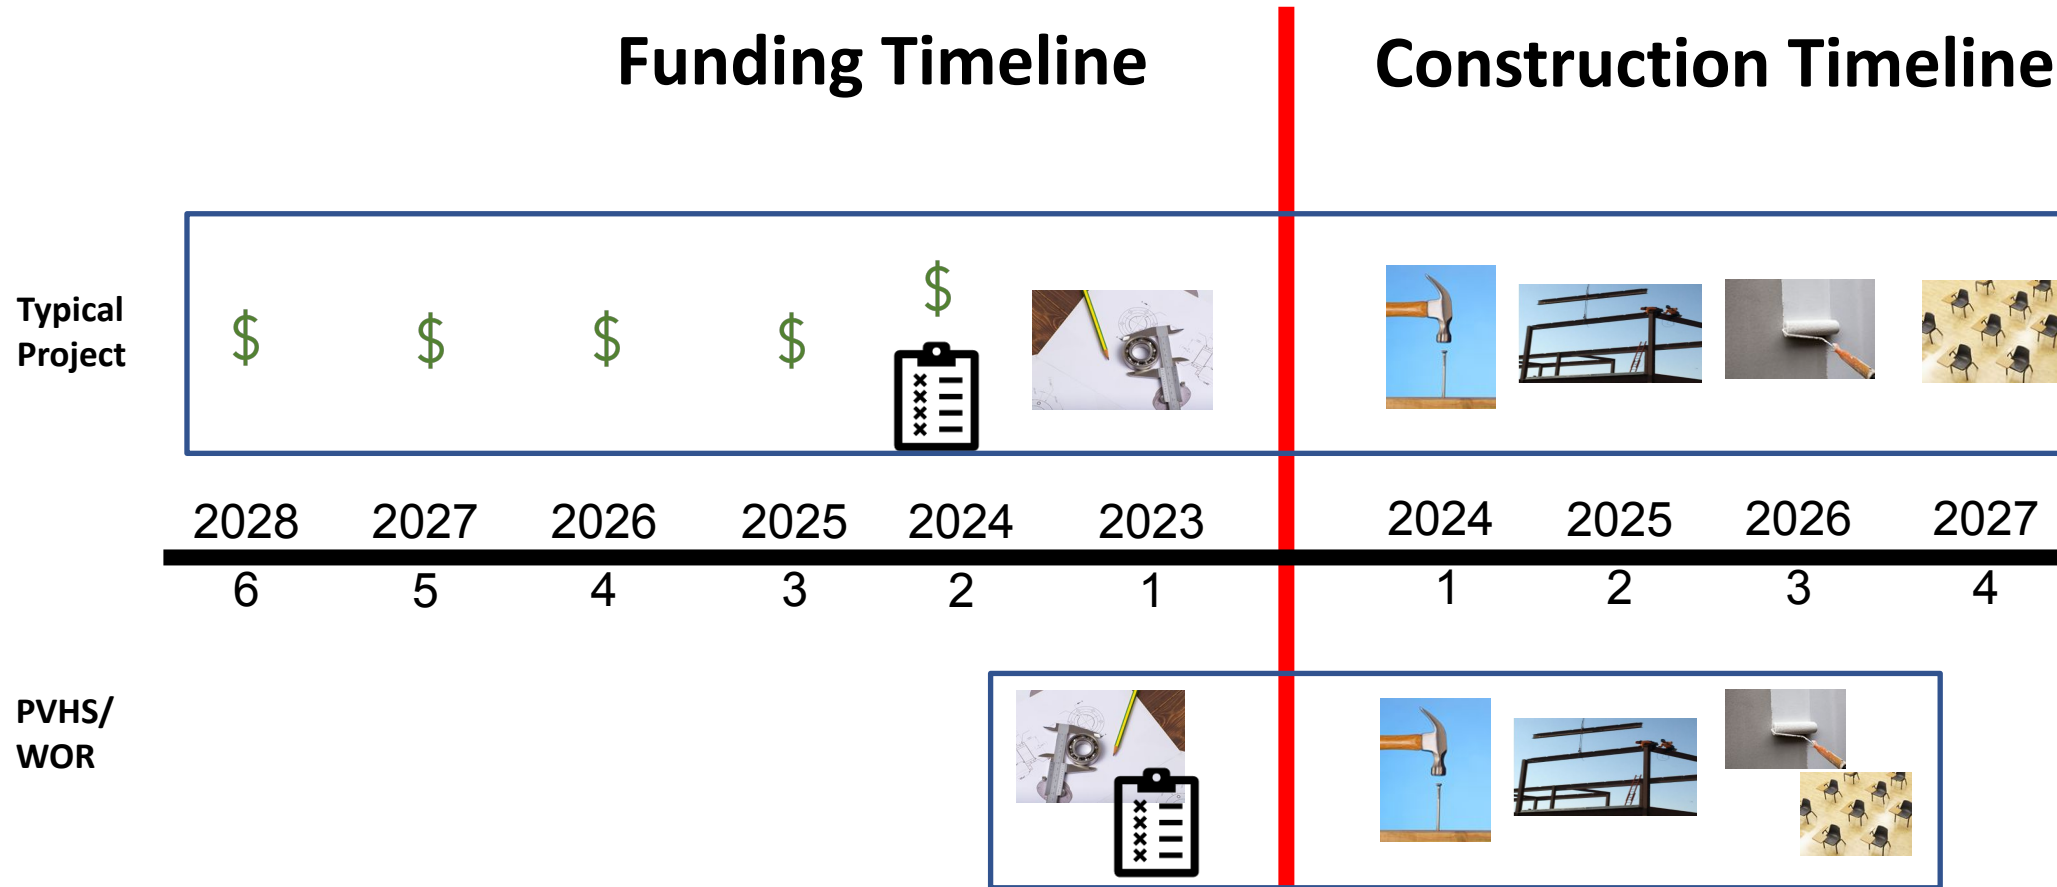 Funding Timeline
Construction Timeline
Typical
Project
$ $ $ $ $
2028 2027 2026 2025 2024 2023 2024 2025 2026 2027
6 5 4 3 2 1 1 2 3 4
PVHS/
WOR